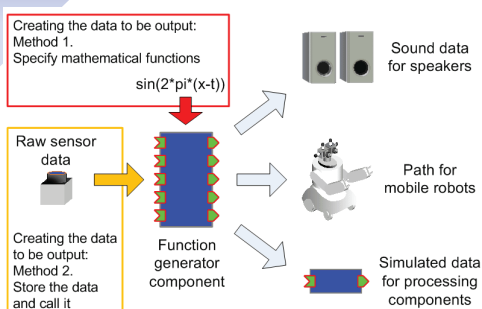 Creating the data to be output:
Method 1.
Specify mathematical functions
sin(2*pi*(x-t))
Raw sensor
data
Creating the data
to be output:
Method 2.
Store the data
and call it
Function
generator
component
Sound data
for speakers
Path for
mobile robots
Simulated data
for processing
components